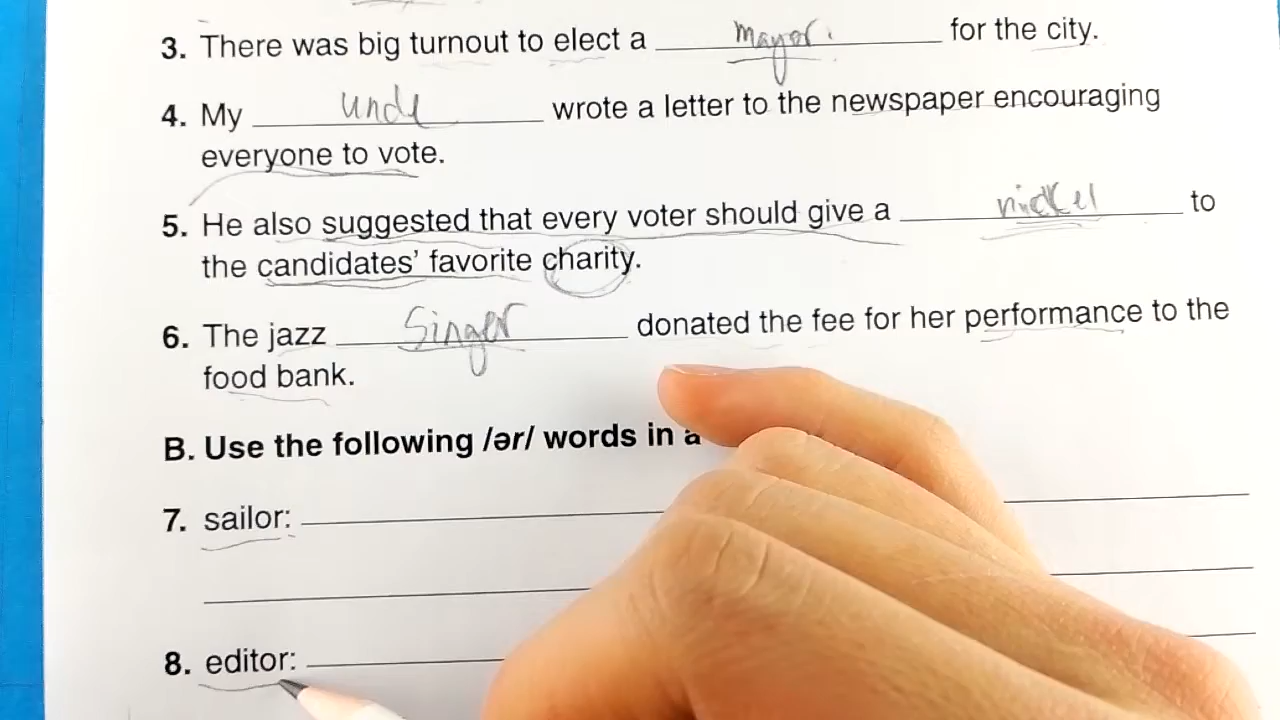 3. There was big turnout to elect a mayor. for the city.
4. My uncle wrote a letter to the newspaper encouraging
everyone to vote.
5. He also suggested that every voter should give a nickel to
the candidates' favorite charity.
6. The jazz Singer donated the fee for her performance to the
food bank.
B. Use the following /ər/ words in a
7. sailor:
8. editor: